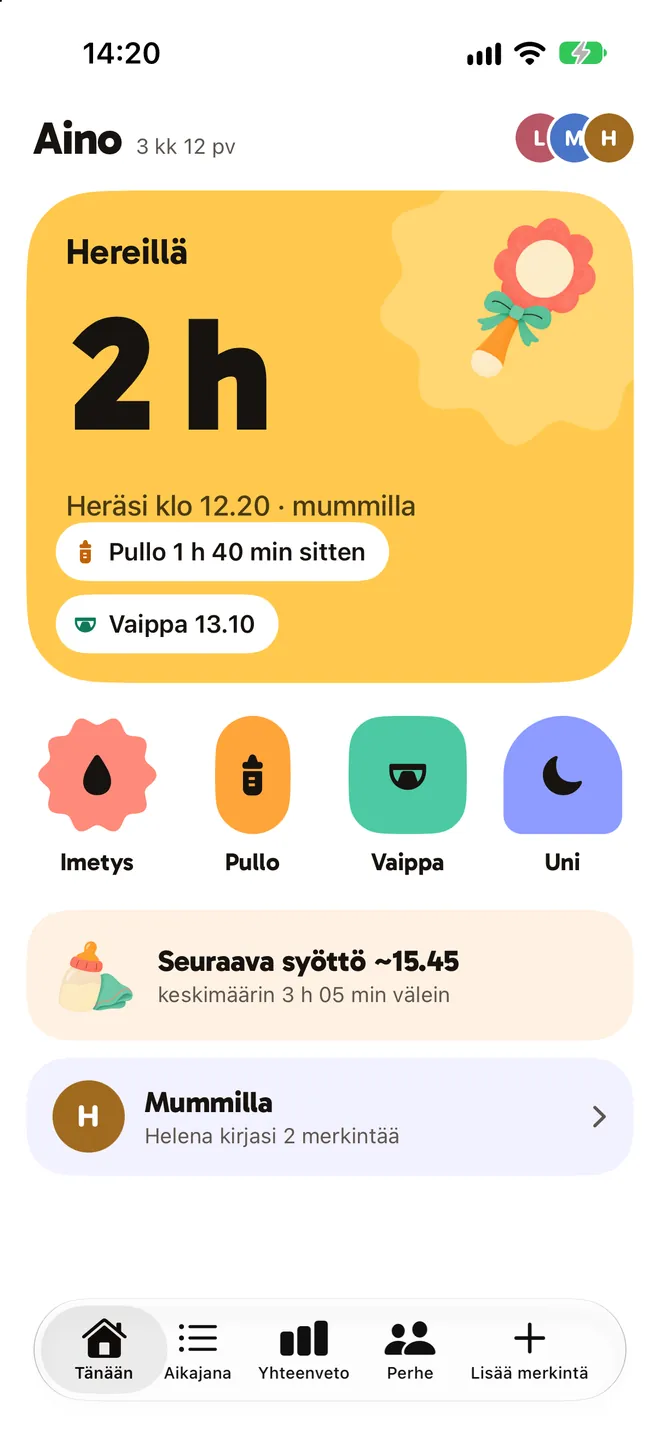 14:20
Aino 3 kk 12 pv
L M H
Hereillä
2 h
Heräsi klo 12.20 · mummilla
Pullo 1 h 40 min sitten
Vaippa 13.10
Imetys Pullo Vaippa Uni
Seuraava syöttö ~15.45
keskimäärin 3 h 05 min välein
H
Mummilla
Helena kirjasi 2 merkintää
Tänään Aikajana Yhteenveto Perhe Lisää merkintä